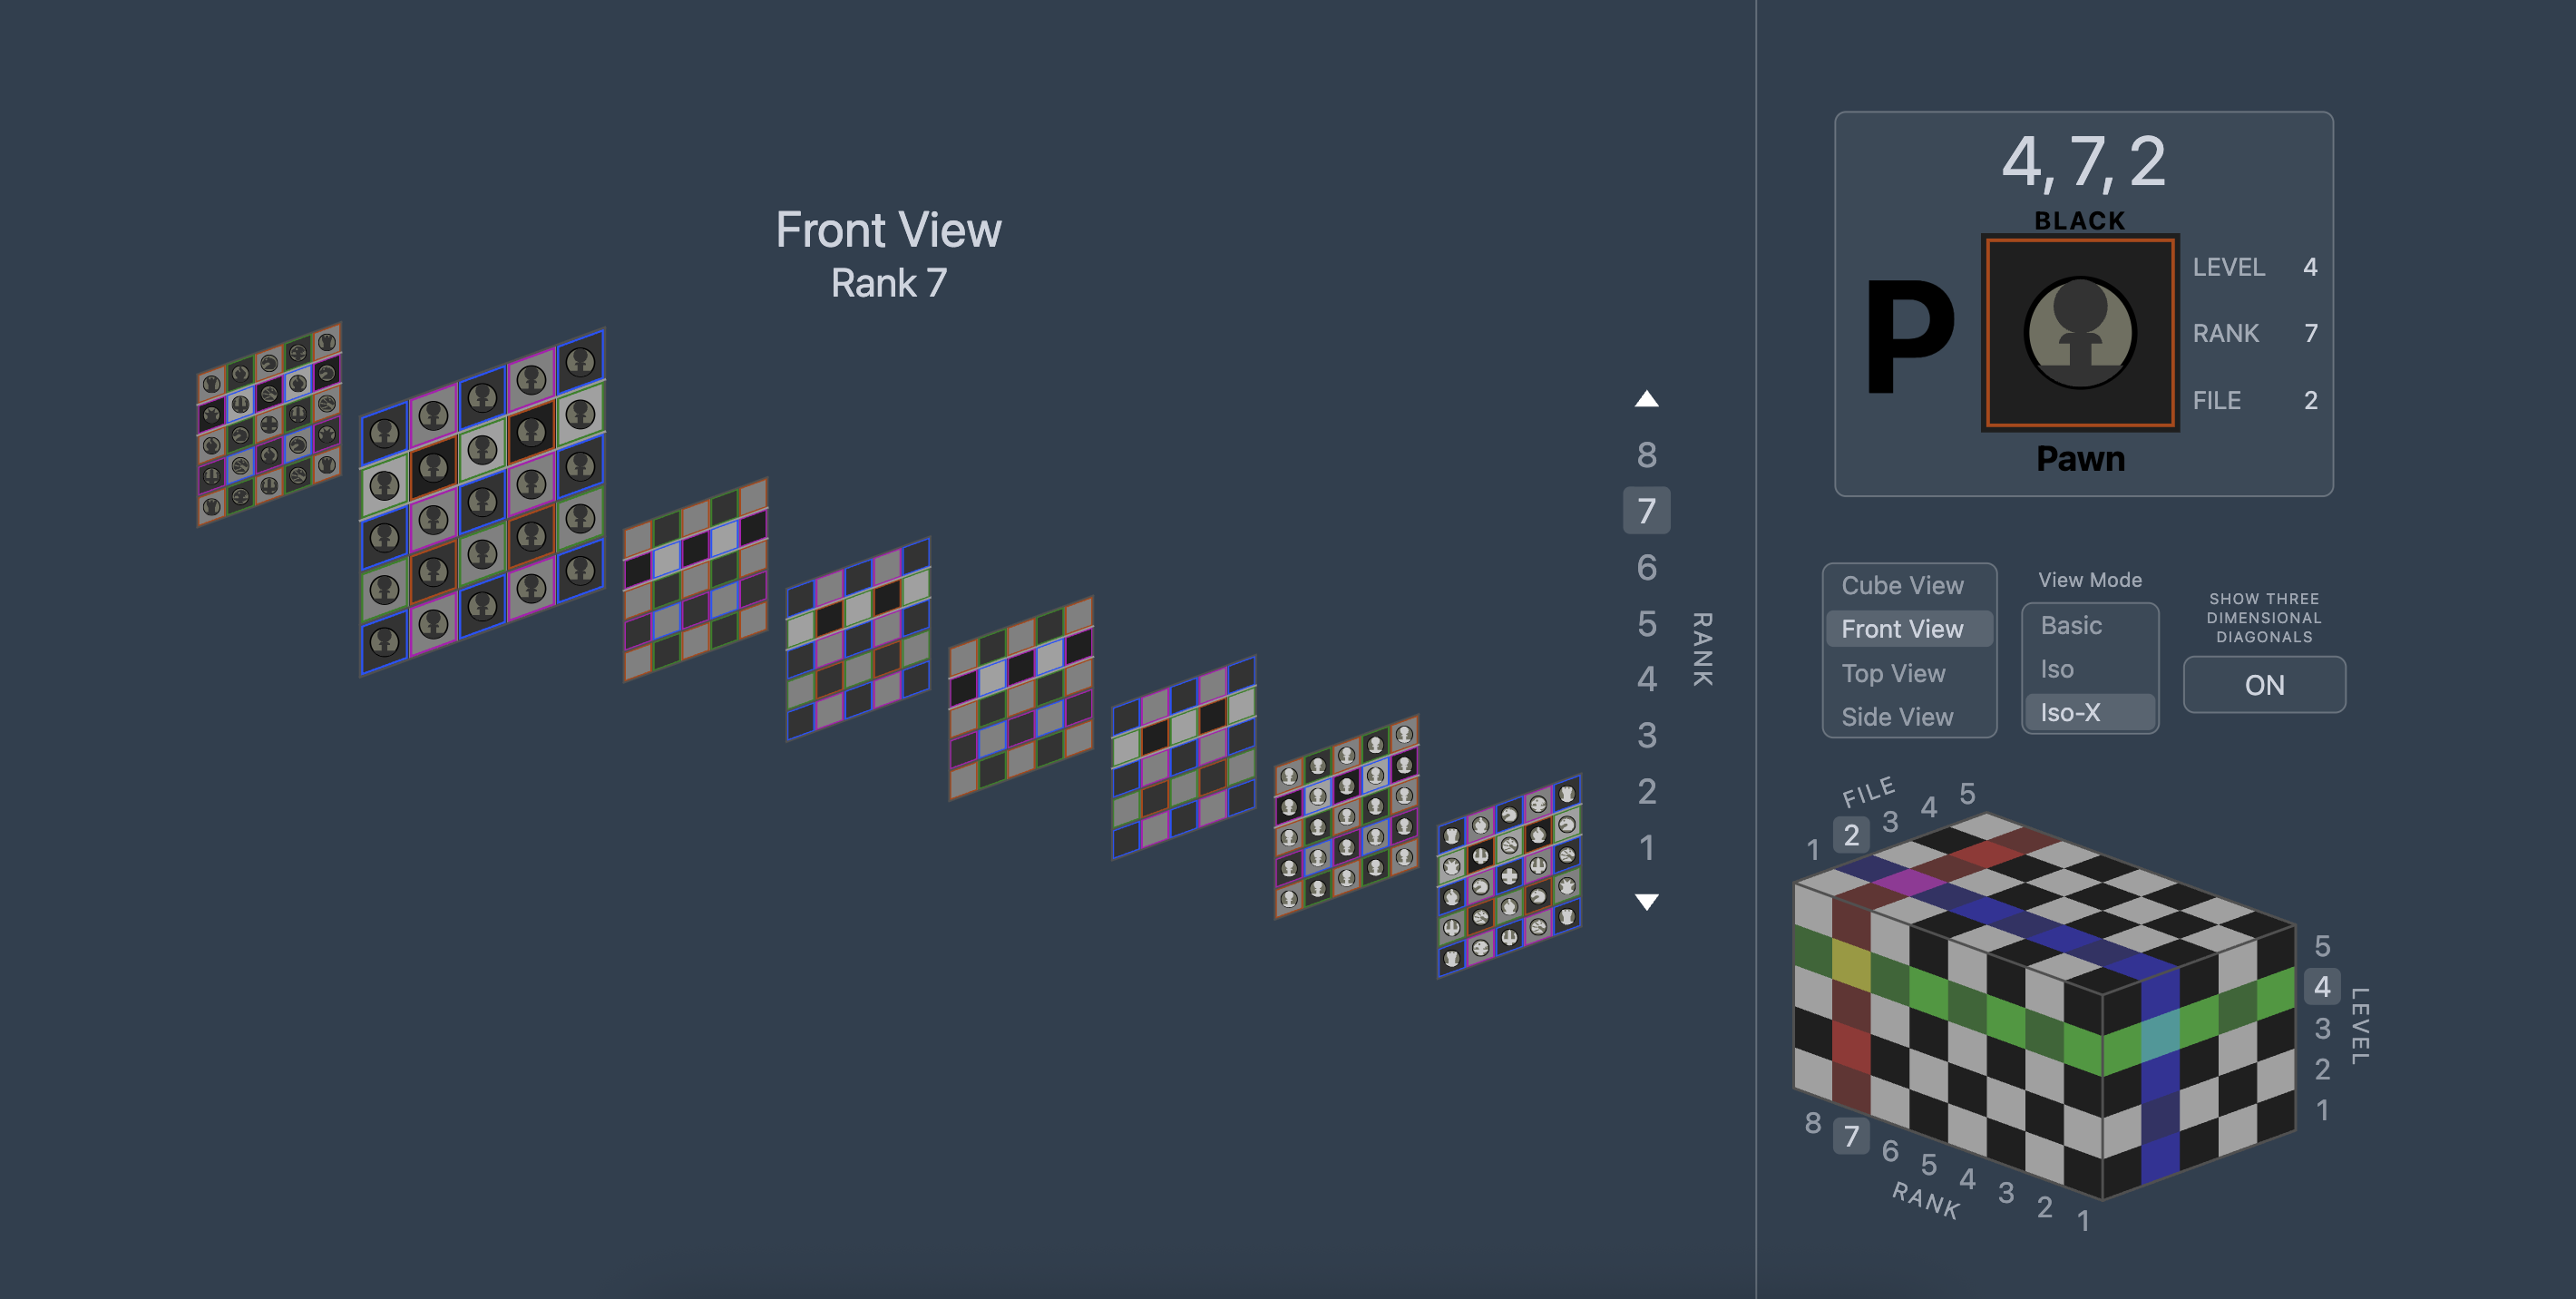 Front View
Rank 7
8
7
6
5
4
3
2
1
RANK
4, 7, 2
BLACK
P
LEVEL 4
RANK 7
FILE 2
Pawn
Cube View
Front View
Top View
Side View
View Mode
Basic
Iso
Iso-X
SHOW THREE
DIMENSIONAL
DIAGONALS
ON
FILE
1 2 3 4 5
5
4
3
2
1
LEVEL
8 7 6 5 4 3 2 1
RANK